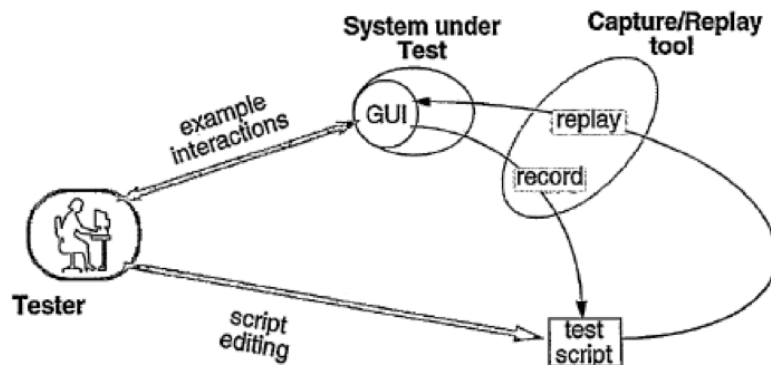 System under
Test
Capture/Replay
tool
example
interactions
GUI
replay
record
Tester
script
editing
test
script